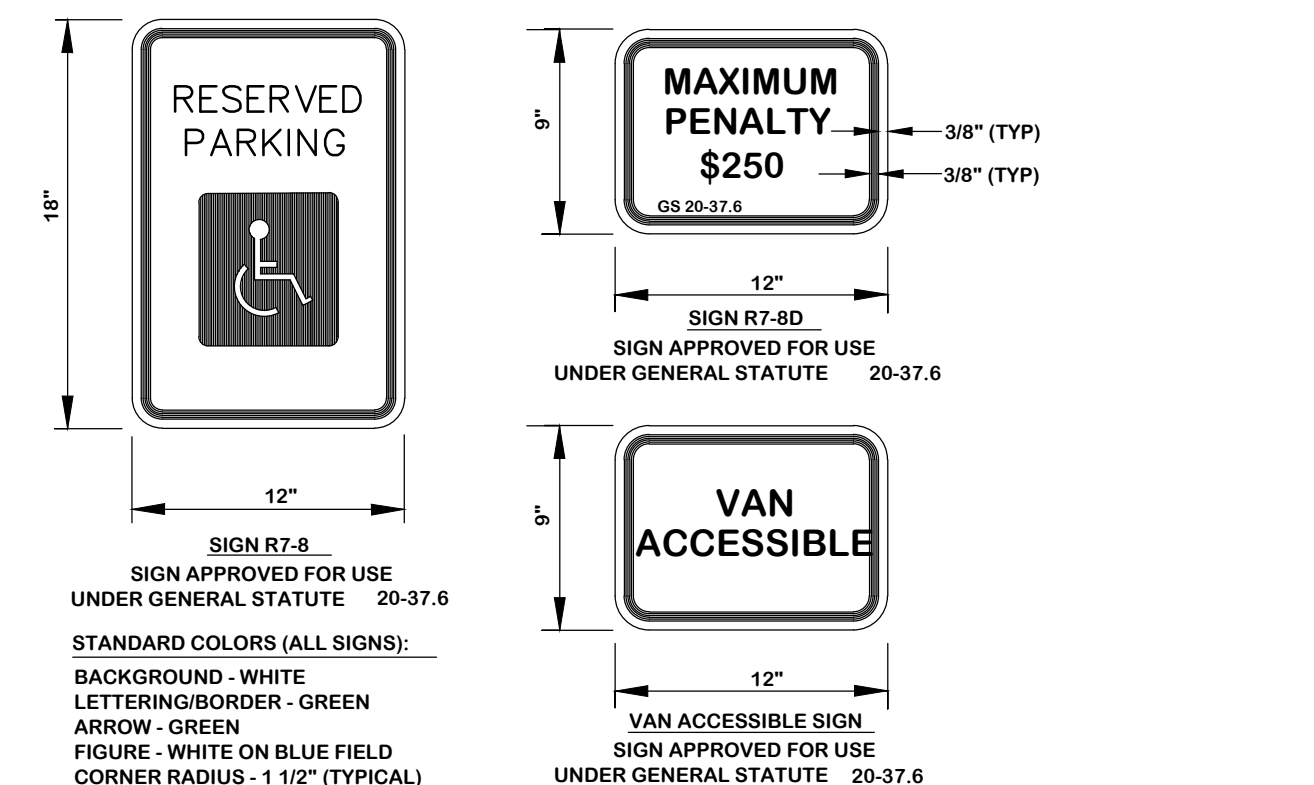 RESERVED
PARKING
18"
12"
SIGN R7-8
SIGN APPROVED FOR USE
UNDER GENERAL STATUTE 20-37.6
STANDARD COLORS (ALL SIGNS):
BACKGROUND - WHITE
LETTERING/BORDER - GREEN
ARROW - GREEN
FIGURE - WHITE ON BLUE FIELD
CORNER RADIUS - 1 1/2" (TYPICAL)
MAXIMUM
PENALTY
$250
GS 20-37.6
9"
3/8" (TYP)
3/8" (TYP)
12"
SIGN R7-8D
SIGN APPROVED FOR USE
UNDER GENERAL STATUTE 20-37.6
VAN
ACCESSIBLE
9"
12"
VAN ACCESSIBLE SIGN
SIGN APPROVED FOR USE
UNDER GENERAL STATUTE 20-37.6